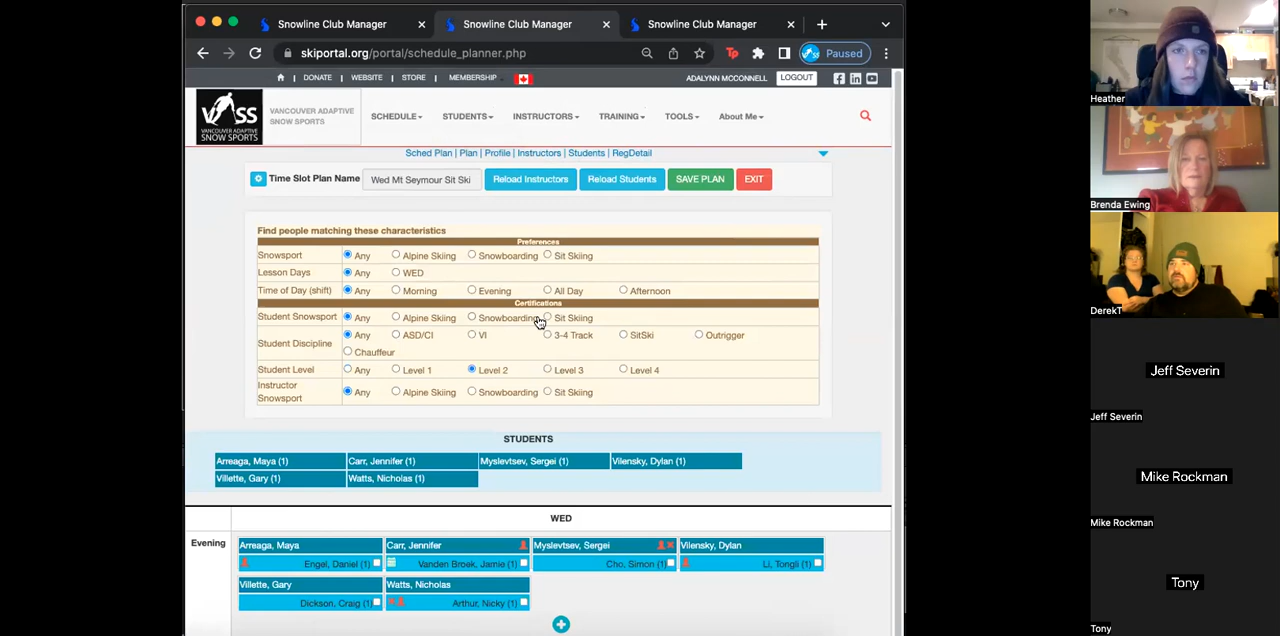 Snowline Club Manager
Snowline Club Manager
Snowline Club Manager
skiportal.org/portal/schedule_planner.php
Paused
DONATE WEBSITE STORE MEMBERSHIP ADALYNN MCCONNELL LOGOUT
VASS
VANCOUVER ADAPTIVE SNOW SPORTS
VANCOUVER ADAPTIVE
SNOW SPORTS
SCHEDULE STUDENTS INSTRUCTORS TRAINING TOOLS About Me
Sched Plan | Plan | Profile | Instructors | Students | RegDetail
Time Slot Plan Name Wed Mt Seymour Sit Ski Reload Instructors Reload Students SAVE PLAN EXIT
Find people matching these characteristics
Preferences
Snowsport Any Alpine Skiing Snowboarding Sit Skiing
Lesson Days Any WED
Time of Day (shift) Any Morning Evening All Day Afternoon
Certifications
Student Snowsport Any Alpine Skiing Snowboarding Sit Skiing
Student Discipline Any ASD/CI VI 3-4 Track SitSki Outrigger
Chauffeur
Student Level Any Level 1 Level 2 Level 3 Level 4
Instructor Snowsport Any Alpine Skiing Snowboarding Sit Skiing
STUDENTS
Arreaga, Maya (1) Carr, Jennifer (1) Myslevtsev, Sergei (1) Vilensky, Dylan (1)
Villette, Gary (1) Watts, Nicholas (1)
WED
Evening
Arreaga, Maya Carr, Jennifer Myslevtsev, Sergei Vilensky, Dylan
Engel, Daniel (1) Vanden Broek, Jamie (1) Cho, Simon (1) Li, Tongli (1)
Villette, Gary Watts, Nicholas
Dickson, Craig (1) Arthur, Nicky (1)
Heather
Brenda Ewing
DerekT
Jeff Severin
Jeff Severin
Mike Rockman
Mike Rockman
Tony
Tony